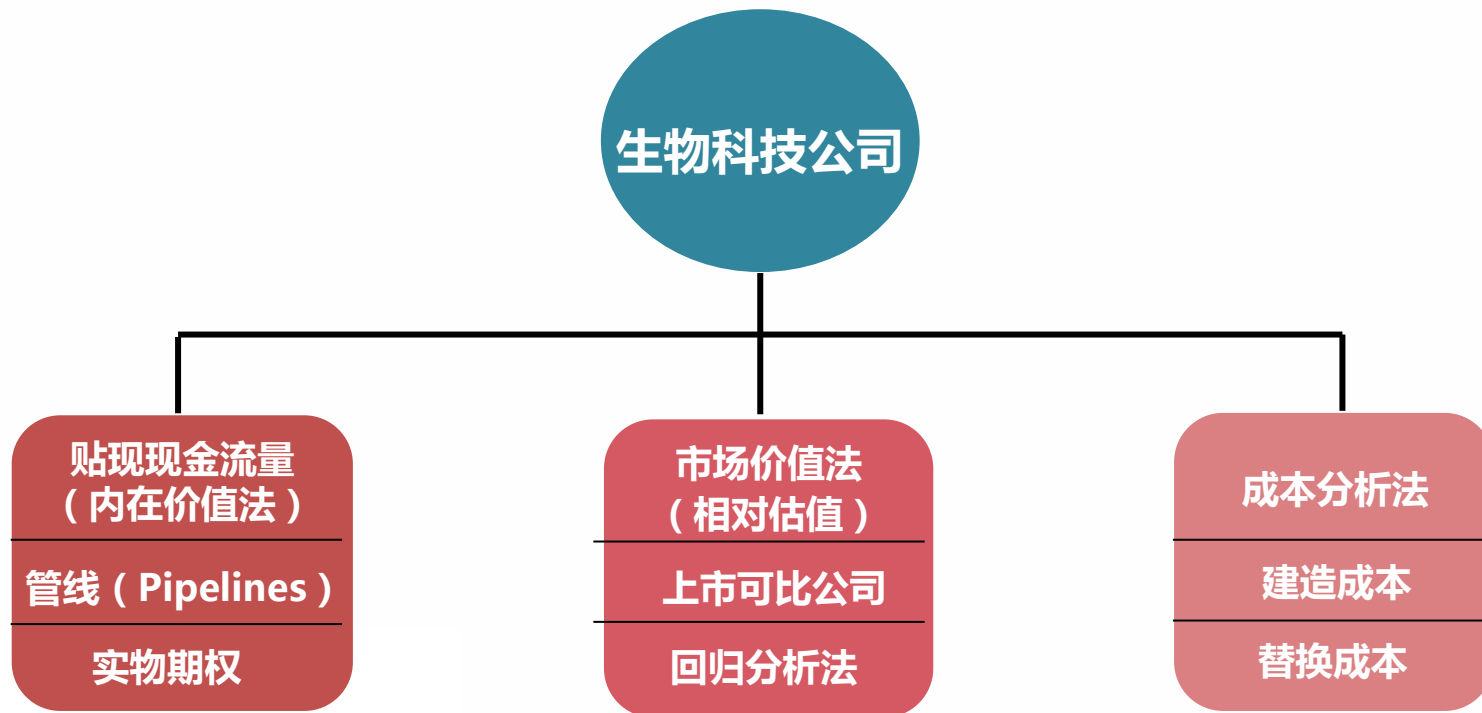 生物科技公司
贴现现金流量
（内在价值法）
管线（Pipelines）
实物期权
市场价值法
（相对估值）
上市可比公司
回归分析法
成本分析法
建造成本
替换成本